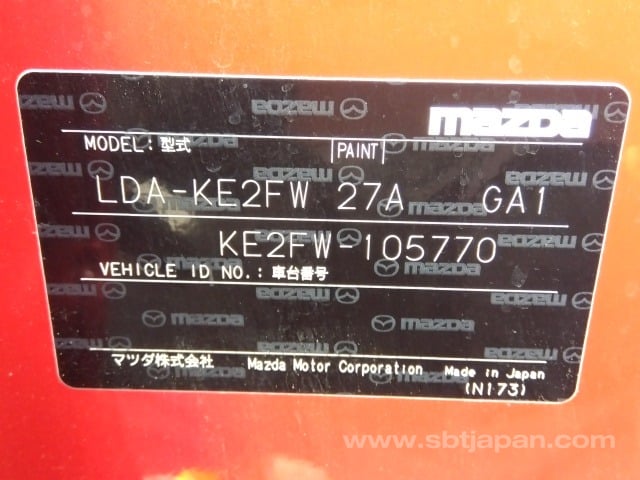 mazda
MODEL: 型式 PAINT
LDA-KE2FW 27A GA1
KE2FW-105770
VEHICLE ID NO.: 車台番号
マツダ株式会社 Mazda Motor Corporation Made in Japan
(N173)
www.sbtjapan.com